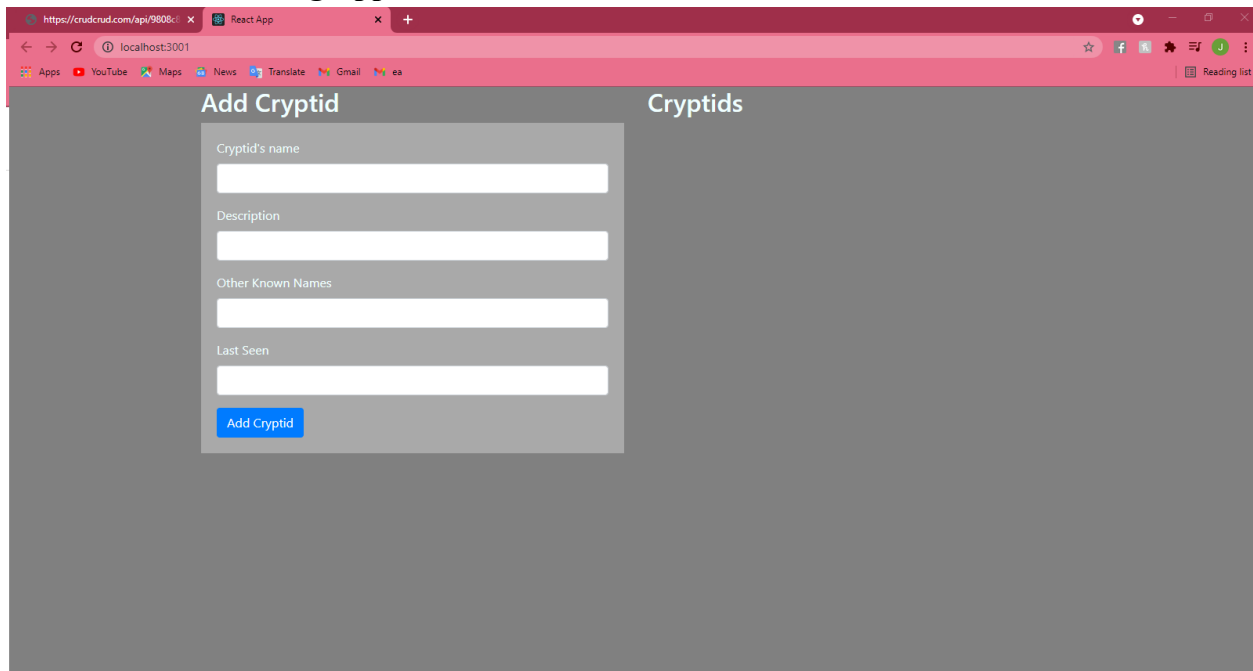 https://crudcrud.com/api/9808c8
React App
localhost:3001
Apps YouTube Maps News Translate Gmail ea
Reading list
Add Cryptid
Cryptids
Cryptid's name
Description
Other Known Names
Last Seen
Add Cryptid